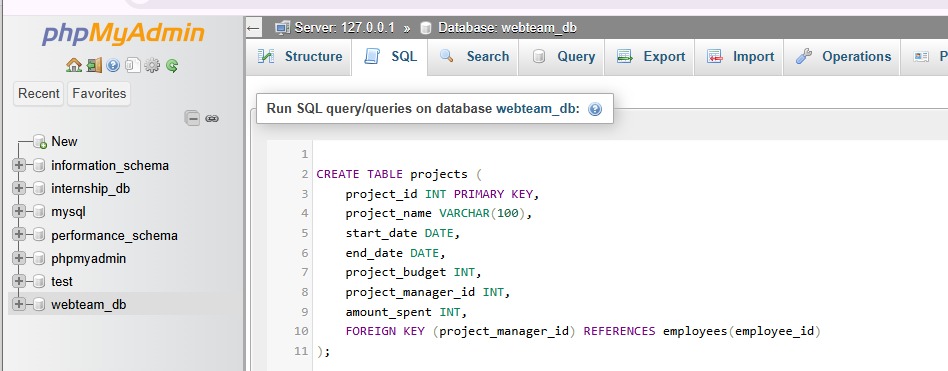 phpMyAdmin
Recent Favorites
New
information_schema
internship_db
mysql
performance_schema
phpmyadmin
test
webteam_db
Server: 127.0.0.1 » Database: webteam_db
Structure SQL Search Query Export Import Operations P
Run SQL query/queries on database webteam_db:
1
2 CREATE TABLE projects (
3 project_id INT PRIMARY KEY,
4 project_name VARCHAR(100),
5 start_date DATE,
6 end_date DATE,
7 project_budget INT,
8 project_manager_id INT,
9 amount_spent INT,
10 FOREIGN KEY (project_manager_id) REFERENCES employees(employee_id)
11 );